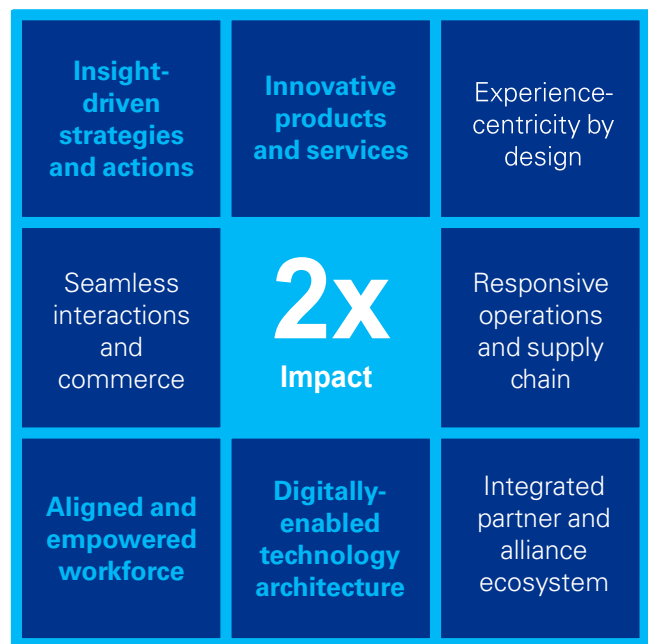 Insight-
driven
strategies
and actions
Innovative
products
and services
Experience-
centricity by
design
Seamless
interactions
and
commerce
2x
Impact
Responsive
operations
and supply
chain
Aligned and
empowered
workforce
Digitally-
enabled
technology
architecture
Integrated
partner and
alliance
ecosystem